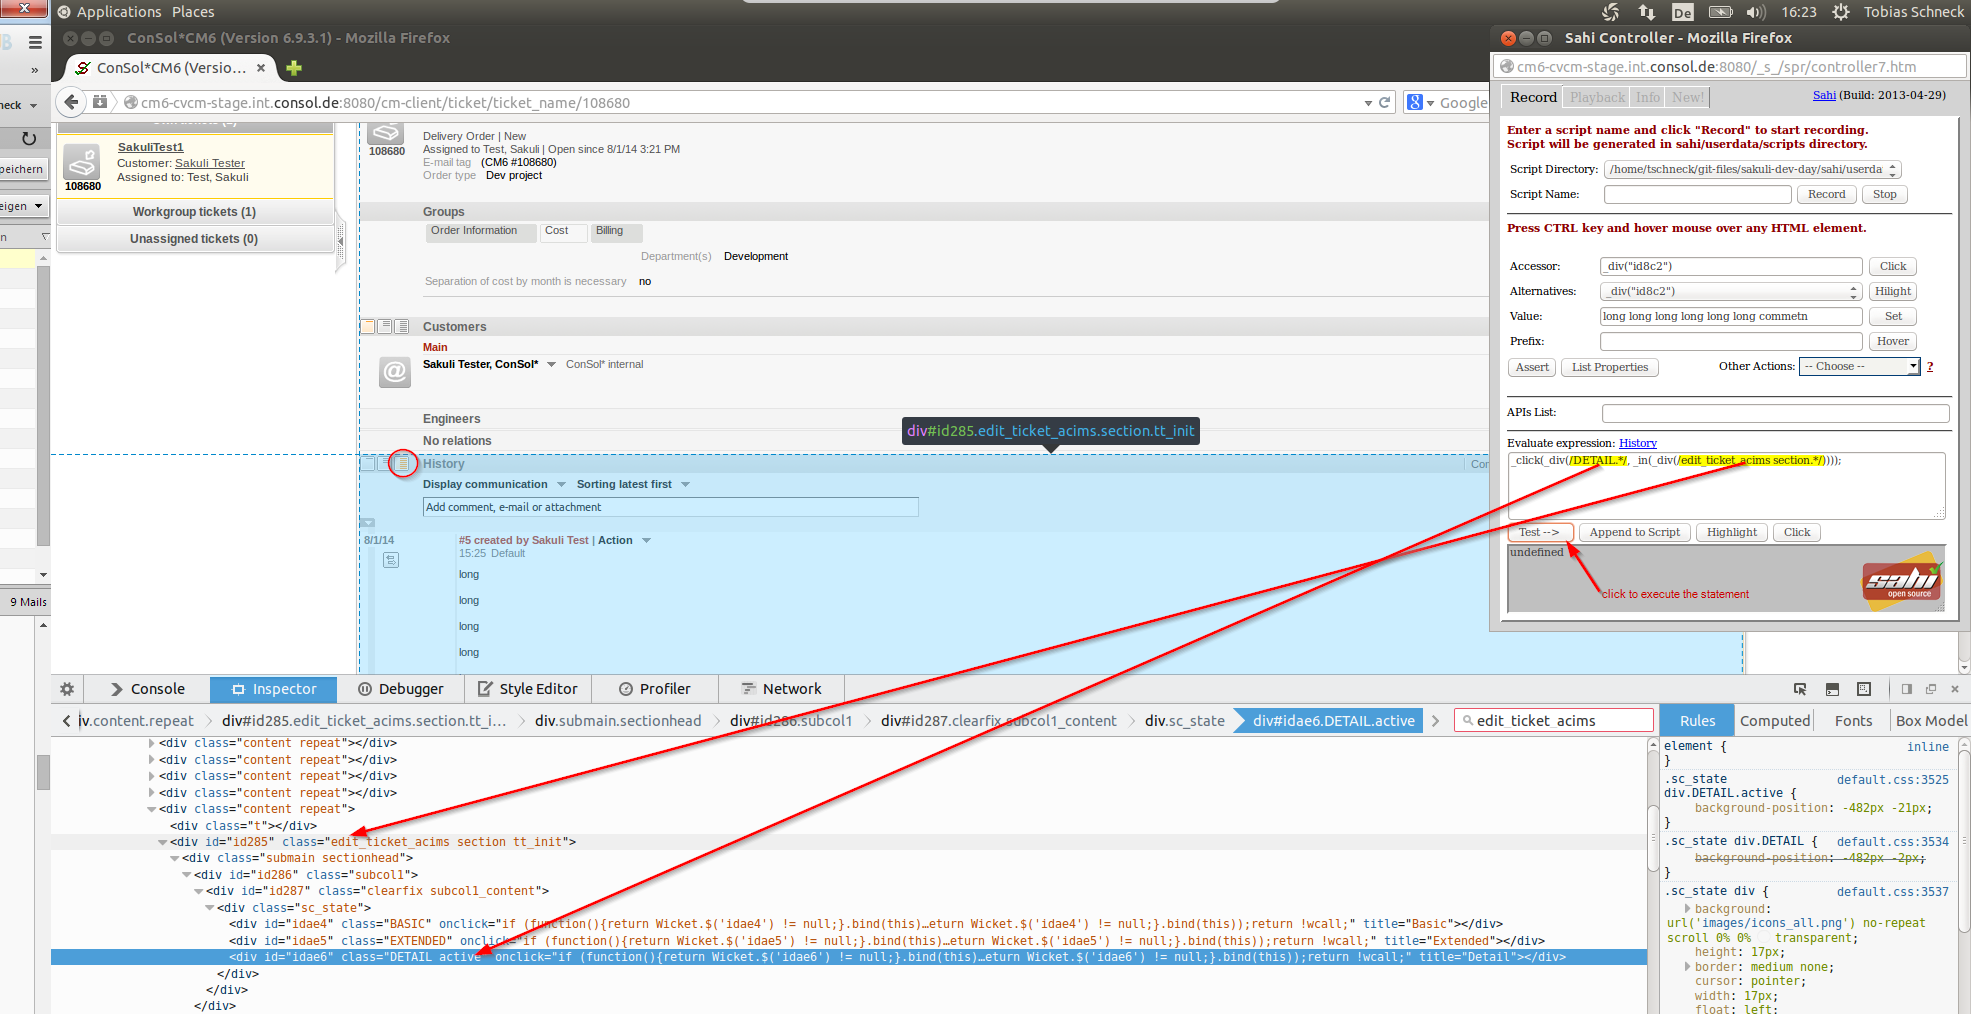 Applications Places
De 16:23 Tobias Schneck
ConSol*CM6 (Version 6.9.3.1) - Mozilla Firefox
ConSol*CM6 (Versio...
cm6-cvcm-stage.int.consol.de:8080/cm-client/ticket/ticket_name/108680
Google
SakuliTest1
Customer: Sakuli Tester
Assigned to: Test, Sakuli
108680
Workgroup tickets (1)
Unassigned tickets (0)
heck
peichern
eigen
n
9 Mails
108680
Delivery Order | New
Assigned to Test, Sakuli | Open since 8/1/14 3:21 PM
E-mail tag (CM6 #108680)
Order type Dev project
Groups
Order Information Cost Billing
Department(s) Development
Separation of cost by month is necessary no
Customers
Main
Sakuli Tester, ConSol* ConSol* internal
Engineers
No relations
div#id285.edit_ticket_acims.section.tt_init
History Con
Display communication Sorting latest first
Add comment, e-mail or attachment
8/1/14 #5 created by Sakuli Test | Action
15:25 Default
long
long
long
long
Sahi Controller - Mozilla Firefox
cm6-cvcm-stage.int.consol.de:8080/_s_/spr/controller7.htm
Record Playback Info New! Sahi (Build: 2013-04-29)
Enter a script name and click "Record" to start recording.
Script will be generated in sahi/userdata/scripts directory.
Script Directory: /home/tschneck/git-files/sakuli-dev-day/sahi/userda
Script Name: Record Stop
Press CTRL key and hover mouse over any HTML element.
Accessor: _div("id8c2") Click
Alternatives: _div("id8c2") Hilight
Value: long long long long long long commetn Set
Prefix: Hover
Assert List Properties Other Actions: -- Choose -- ?
APIs List:
Evaluate expression: History
_click(_div(/DETAIL.*/, _in(_div(/edit_ticket_acims section.*/))));
Test --> Append to Script Highlight Click
undefined
click to execute the statement
sahi
open source
Console Inspector Debugger Style Editor Profiler Network
iv.content.repeat div#id285.edit_ticket_acims.section.tt_i... div.submain.sectionhead div#id286.subcol1 div#id287.clearfix.subcol1_content div.sc_state div#idae6.DETAIL.active edit_ticket_acims
Rules Computed Fonts Box Model
<div class="content repeat"></div>
<div class="content repeat"></div>
<div class="content repeat"></div>
<div class="content repeat"></div>
<div class="content repeat">
<div class="t"></div>
<div id="id285" class="edit_ticket_acims section tt_init">
<div class="submain sectionhead">
<div id="id286" class="subcol1">
<div id="id287" class="clearfix subcol1_content">
<div class="sc_state">
<div id="idae4" class="BASIC" onclick="if (function(){return Wicket.$('idae4') != null;}.bind(this)…eturn Wicket.$('idae4') != null;}.bind(this));return !wcall;" title="Basic"></div>
<div id="idae5" class="EXTENDED" onclick="if (function(){return Wicket.$('idae5') != null;}.bind(this)…eturn Wicket.$('idae5') != null;}.bind(this));return !wcall;" title="Extended"></div>
<div id="idae6" class="DETAIL active" onclick="if (function(){return Wicket.$('idae6') != null;}.bind(this)…eturn Wicket.$('idae6') != null;}.bind(this));return !wcall;" title="Detail"></div>
</div>
</div>
</div>
element { inline
}
.sc_state default.css:3525
div.DETAIL.active {
background-position: -482px -21px;
}
.sc_state div.DETAIL { default.css:3534
background-position: -482px -2px;
}
.sc_state div { default.css:3537
background:
url('images/icons_all.png') no-repeat
scroll 0% 0% transparent;
height: 17px;
border: medium none;
cursor: pointer;
width: 17px;
float: left;